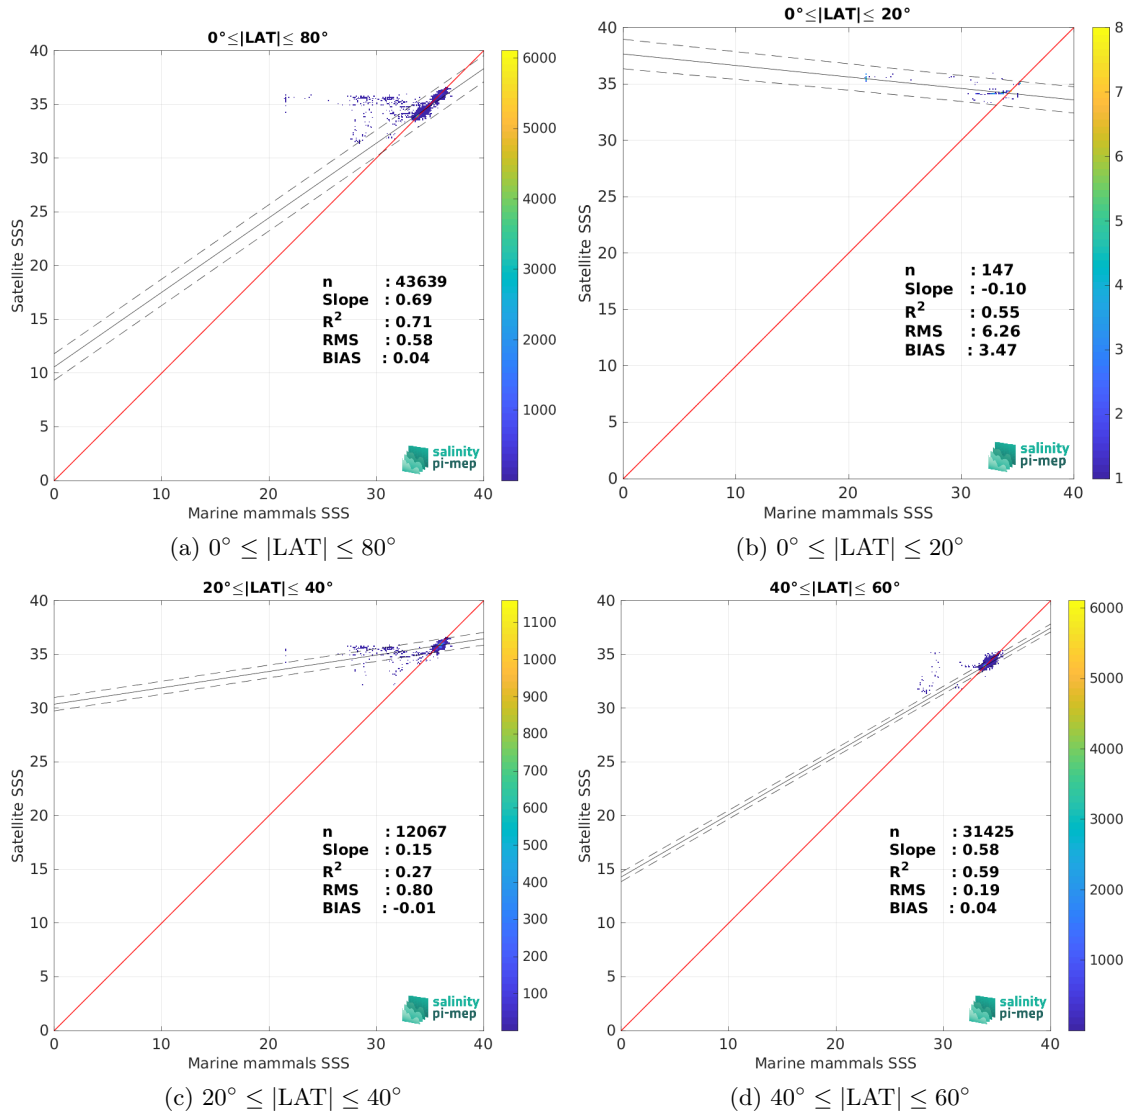 0°≤|LAT|≤ 80°
Satellite SSS
40
35
30
25
20
15
10
5
0
0
10
20
30
40
Marine mammals SSS
n : 43639
Slope : 0.69
R² : 0.71
RMS : 0.58
BIAS : 0.04
salinity
pi-mep
6000
5000
4000
3000
2000
1000
(a) 0° ≤ |LAT| ≤ 80°
0°≤|LAT|≤ 20°
Satellite SSS
40
35
30
25
20
15
10
5
0
0
10
20
30
40
Marine mammals SSS
n : 147
Slope : -0.10
R² : 0.55
RMS : 6.26
BIAS : 3.47
salinity
pi-mep
8
7
6
5
4
3
2
1
(b) 0° ≤ |LAT| ≤ 20°
20°≤|LAT|≤ 40°
Satellite SSS
40
35
30
25
20
15
10
5
0
0
10
20
30
40
Marine mammals SSS
n : 12067
Slope : 0.15
R² : 0.27
RMS : 0.80
BIAS : -0.01
salinity
pi-mep
1100
1000
900
800
700
600
500
400
300
200
100
(c) 20° ≤ |LAT| ≤ 40°
40°≤|LAT|≤ 60°
Satellite SSS
40
35
30
25
20
15
10
5
0
0
10
20
30
40
Marine mammals SSS
n : 31425
Slope : 0.58
R² : 0.59
RMS : 0.19
BIAS : 0.04
salinity
pi-mep
6000
5000
4000
3000
2000
1000
(d) 40° ≤ |LAT| ≤ 60°